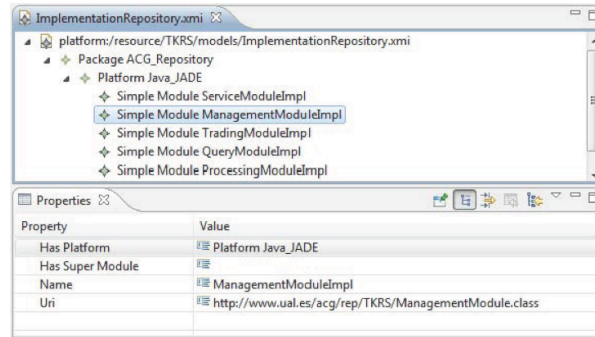 ImplementationRepository.xmi
platform:/resource/TKRS/models/ImplementationRepository.xmi
Package ACG_Repository
Platform Java_JADE
Simple Module ServiceModuleImpl
Simple Module ManagementModuleImpl
Simple Module TradingModuleImpl
Simple Module QueryModuleImpl
Simple Module ProcessingModuleImpl
Properties
Property Value
Has Platform Platform Java_JADE
Has Super Module
Name ManagementModuleImpl
Uri http://www.ual.es/acg/rep/TKRS/ManagementModule.class